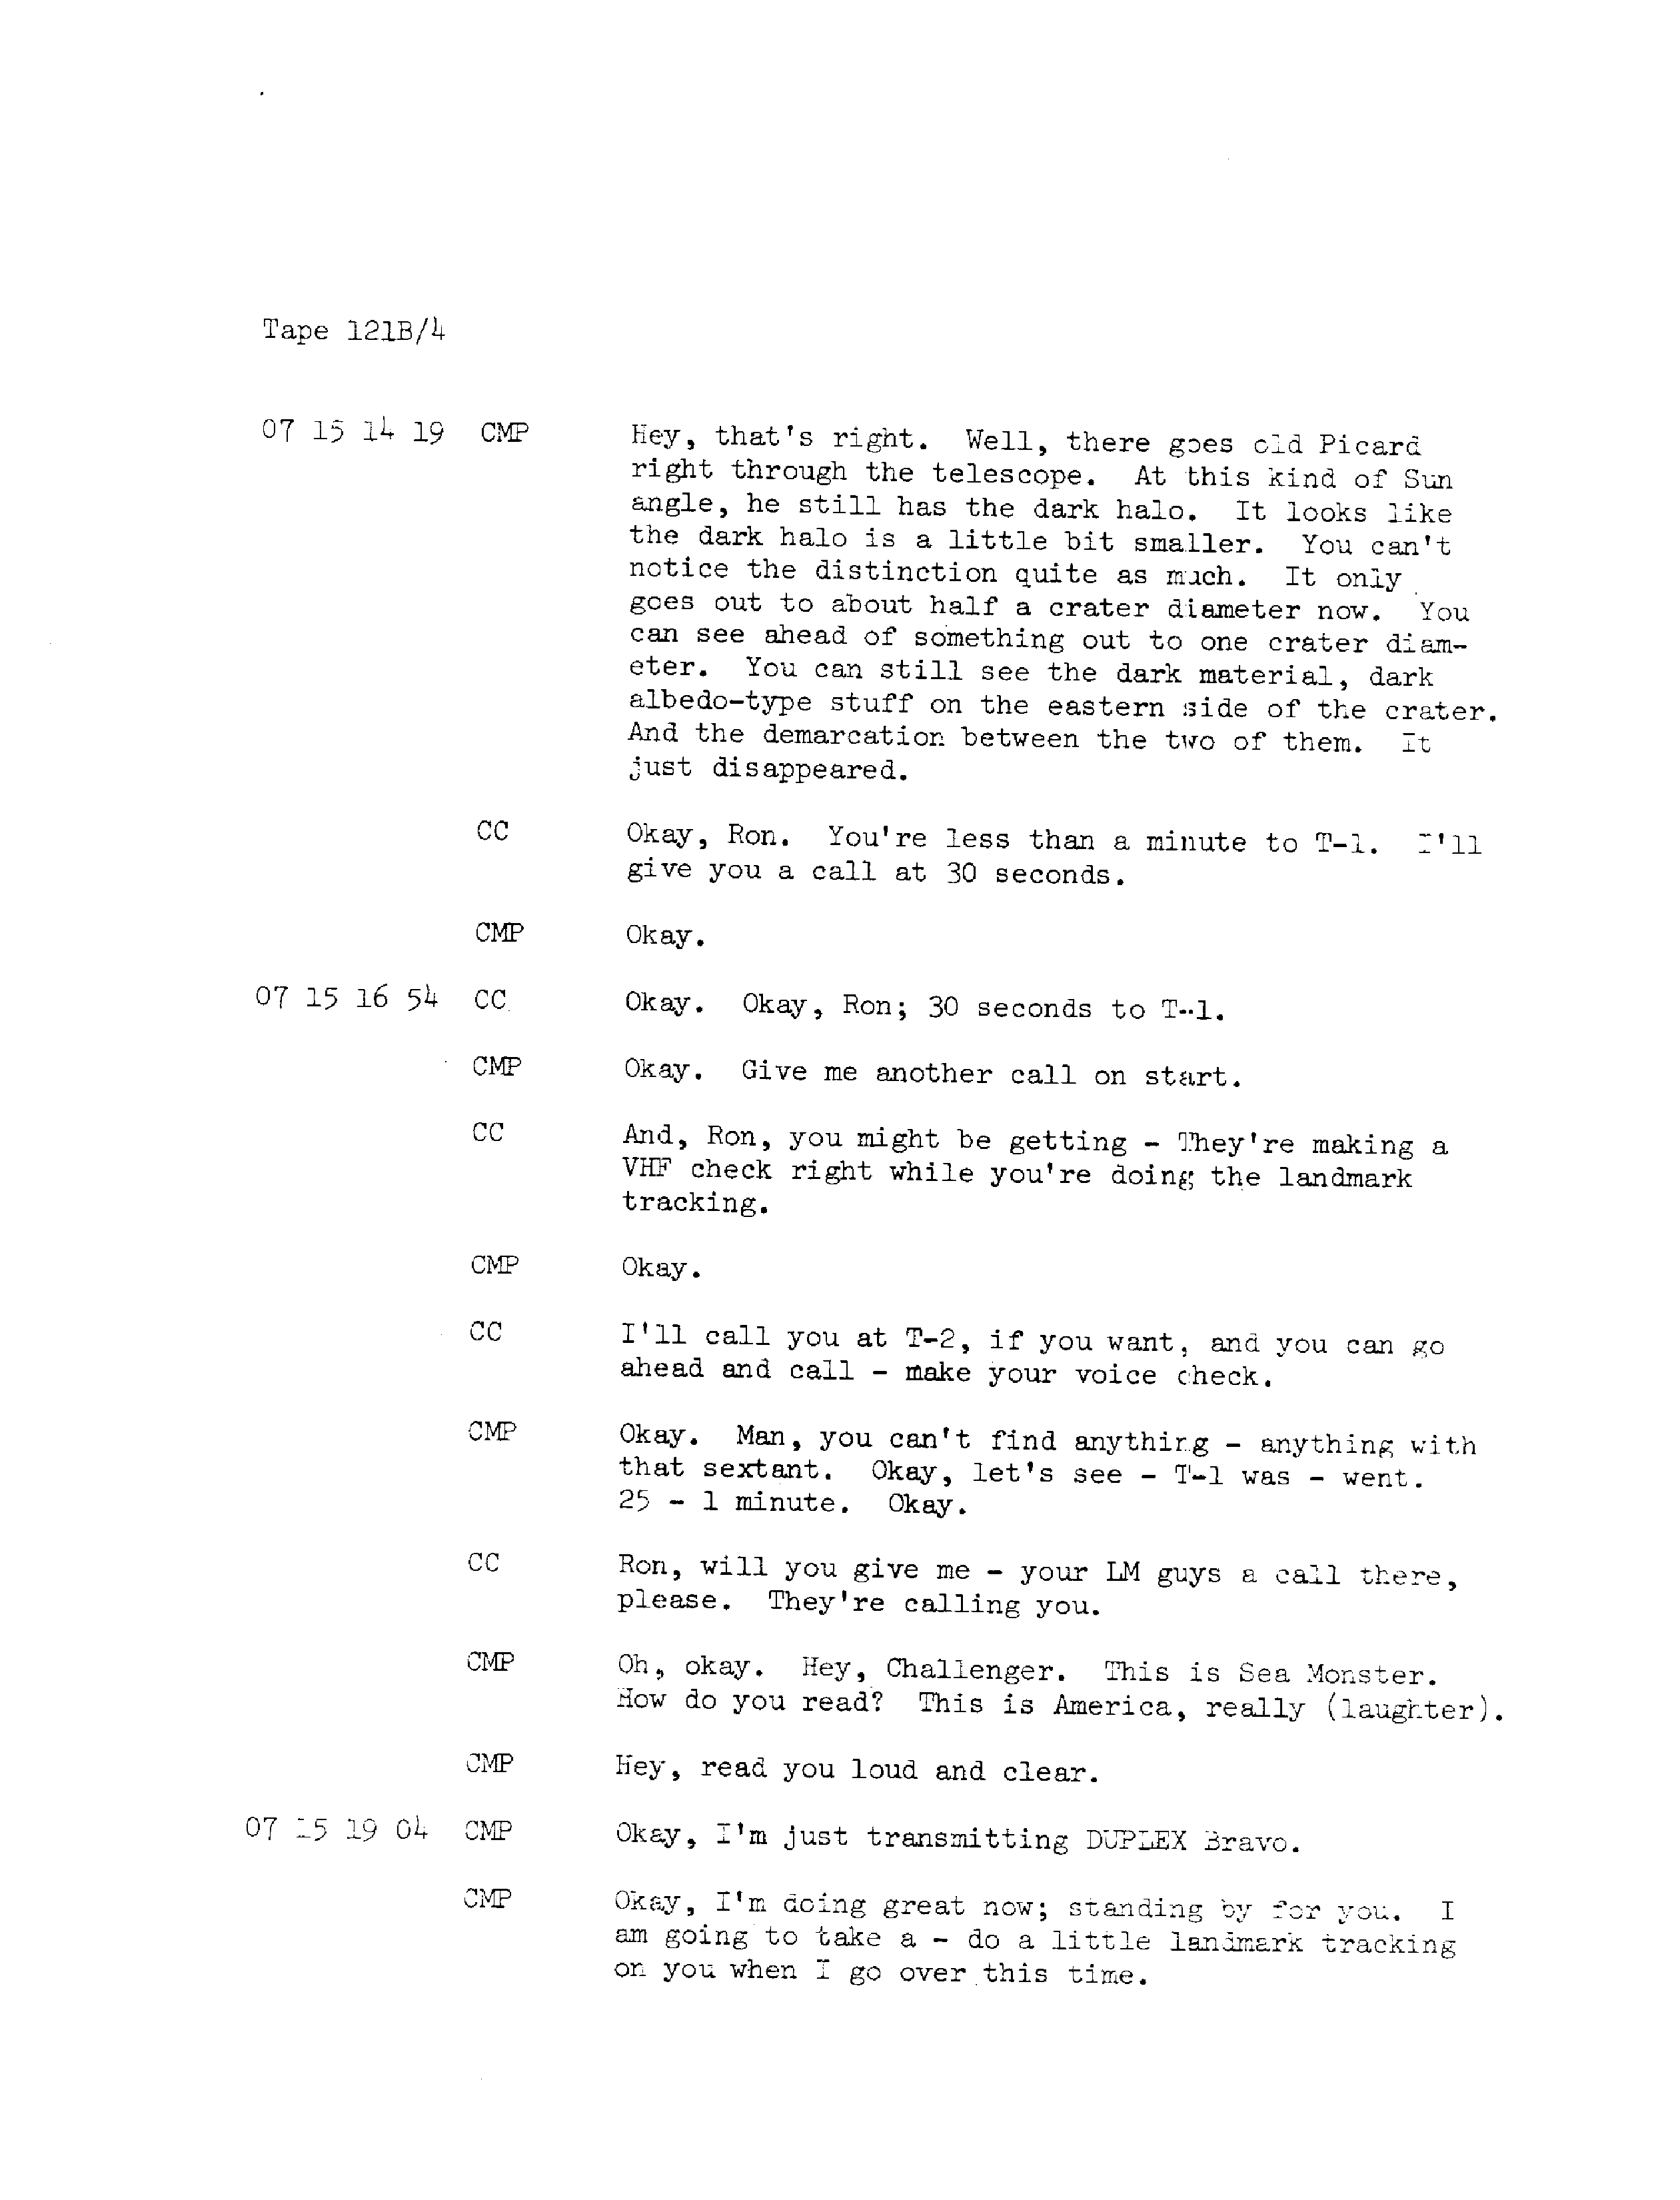 Tape 121B/4
07 15 14 19 CMP Hey, that's right. Well, there goes old Picard
right through the telescope. At this kind of Sun
angle, he still has the dark halo. It looks like
the dark halo is a little bit smaller. You can't
notice the distinction quite as much. It only
goes out to about half a crater diameter now. You
can see ahead of something out to one crater diam-
eter. You can still see the dark material, dark
albedo-type stuff on the eastern side of the crater.
And the demarcation between the two of them. It
just disappeared.
CC Okay, Ron. You're less than a minute to T-1. I'll
give you a call at 30 seconds.
CMP Okay.
07 15 16 54 CC Okay. Okay, Ron; 30 seconds to T-1.
CMP Okay. Give me another call on start.
CC And, Ron, you might be getting - They're making a
VHF check right while you're doing the landmark
tracking.
CMP Okay.
CC I'll call you at T-2, if you want, and you can go
ahead and call - make your voice check.
CMP Okay. Man, you can't find anything - anything with
that sextant. Okay, let's see - T-1 was - went.
25 - 1 minute. Okay.
CC Ron, will you give me - your LM guys a call there,
please. They're calling you.
CMP Oh, okay. Hey, Challenger. This is Sea Monster.
How do you read? This is America, really (laughter).
CMP Hey, read you loud and clear.
07 15 19 04 CMP Okay, I'm just transmitting DUPLEX Bravo.
CMP Okay, I'm doing great now; standing by for you. I
am going to take a - do a little landmark tracking
on you when I go over this time.